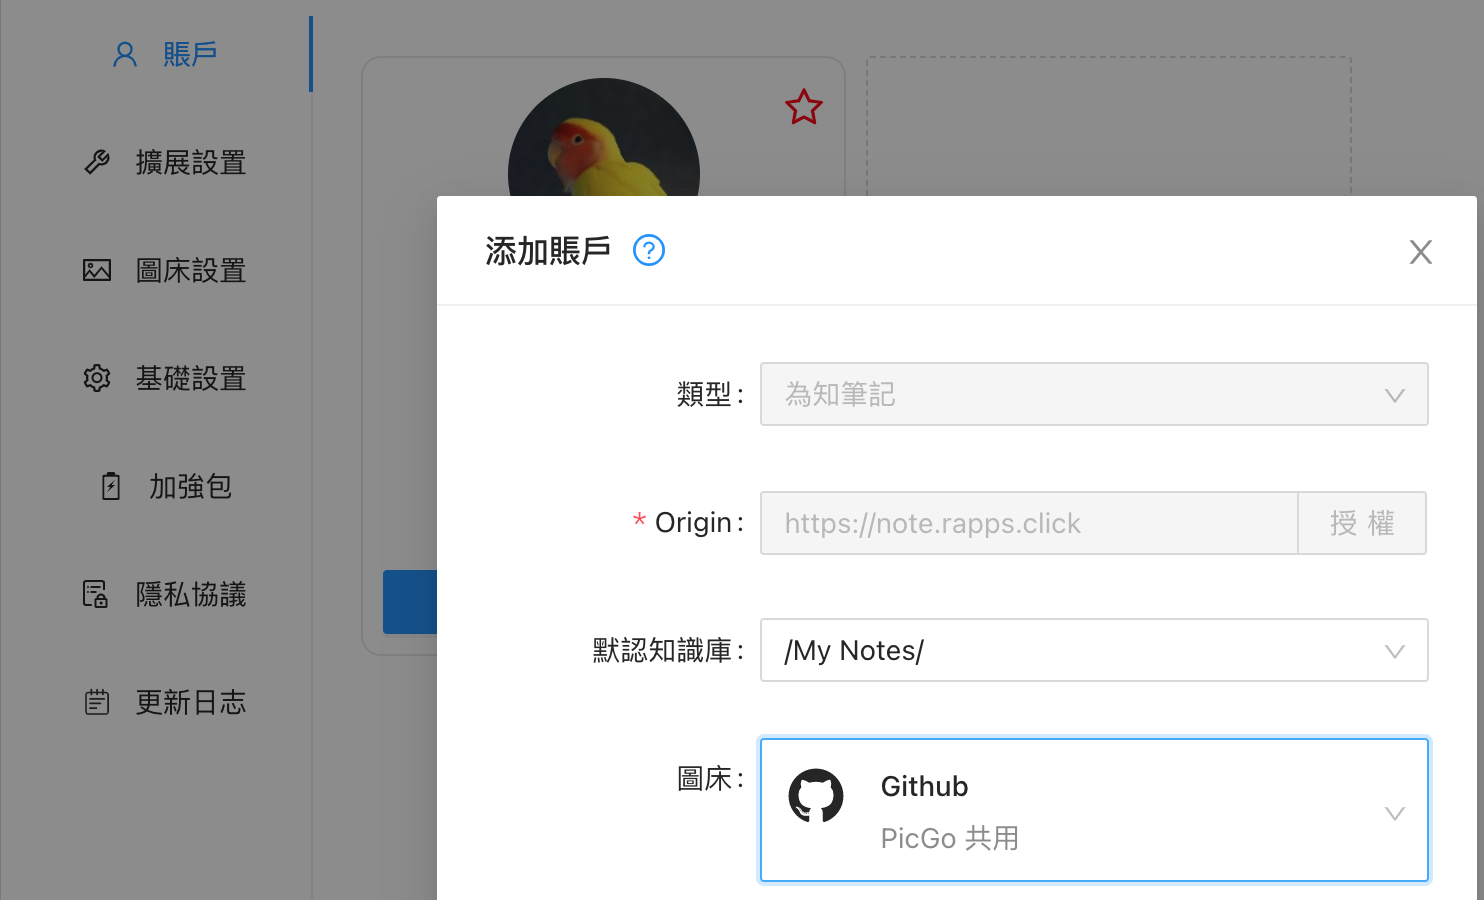 賬戶
擴展設置
圖床設置
基礎設置
加強包
隱私協議
更新日志
添加賬戶
類型:
為知筆記
* Origin:
https://note.rapps.click
授 權
默認知識庫:
/My Notes/
圖床:
Github
PicGo 共用